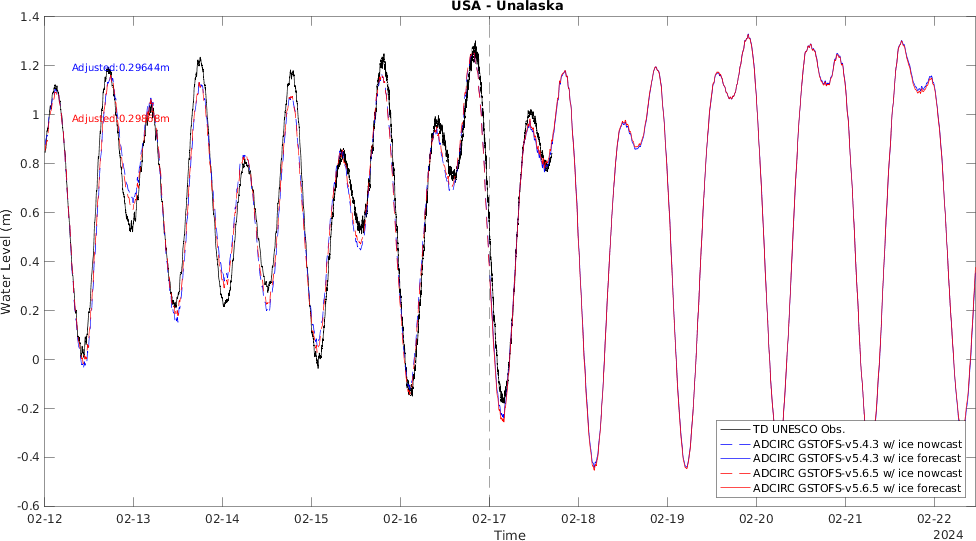 USA - Unalaska
1.4
1.2
1
0.8
0.6
0.4
0.2
0
-0.2
-0.4
-0.6
Water Level (m)
Adjusted:0.29644m
TD UNESCO Obs.
ADCIRC GSTOFS-v5.4.3 w/ ice nowcast
ADCIRC GSTOFS-v5.4.3 w/ ice forecast
ADCIRC GSTOFS-v5.6.5 w/ ice nowcast
ADCIRC GSTOFS-v5.6.5 w/ ice forecast
02-12 02-13 02-14 02-15 02-16 02-17 02-18 02-19 02-20 02-21 02-22
Time
2024